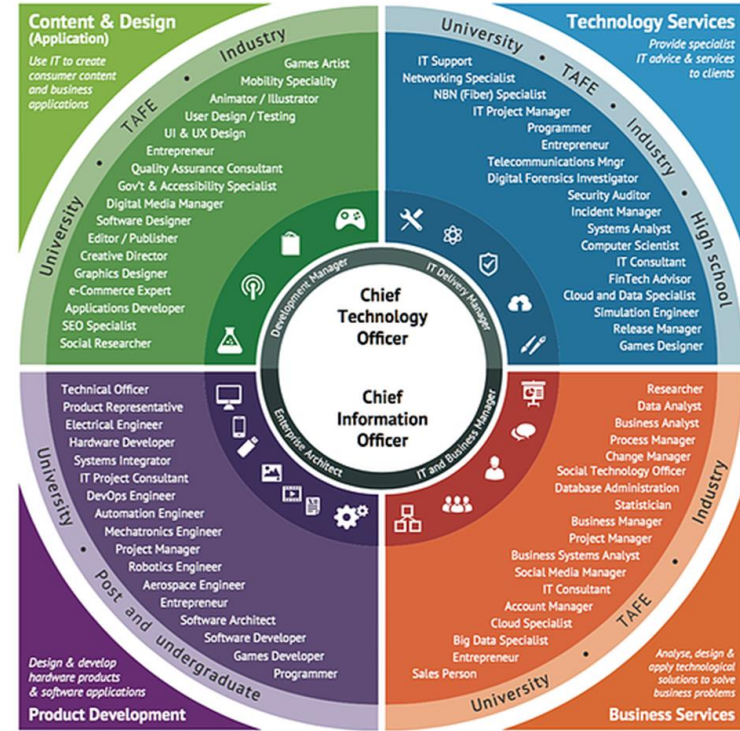 Content & Design
(Application)
Use IT to create
consumer content
and business
applications
University • TAFE • Industry
Games Artist
Mobility Speciality
Animator / Illustrator
User Design / Testing
UI & UX Design
Entrepreneur
Quality Assurance Consultant
Gov't & Accessibility Specialist
Digital Media Manager
Software Designer
Editor / Publisher
Creative Director
Graphics Designer
e-Commerce Expert
Applications Developer
SEO Specialist
Social Researcher
Development Manager
Technology Services
Provide specialist
IT advice & services
to clients
University • TAFE • Industry • High school
IT Support
Networking Specialist
NBN (Fiber) Specialist
IT Project Manager
Programmer
Entrepreneur
Telecommunications Mngr
Digital Forensics Investigator
Security Auditor
Incident Manager
Systems Analyst
Computer Scientist
IT Consultant
FinTech Advisor
Cloud and Data Specialist
Simulation Engineer
Release Manager
Games Designer
IT Delivery Manager
Chief
Technology
Officer
Chief
Information
Officer
Enterprise Architect
IT and Business Manager
Technical Officer
Product Representative
Electrical Engineer
Hardware Developer
Systems Integrator
IT Project Consultant
DevOps Engineer
Automation Engineer
Mechatronics Engineer
Project Manager
Robotics Engineer
Aerospace Engineer
Entrepreneur
Software Architect
Software Developer
Games Developer
Programmer
University • Post and undergraduate
Design & develop
hardware products
& software applications
Product Development
Researcher
Data Analyst
Business Analyst
Process Manager
Change Manager
Social Technology Officer
Database Administration
Statistician
Business Manager
Project Manager
Business Systems Analyst
Social Media Manager
IT Consultant
Account Manager
Cloud Specialist
Big Data Specialist
Entrepreneur
Sales Person
University • TAFE • Industry
Analyse, design &
apply technological
solutions to solve
business problems
Business Services